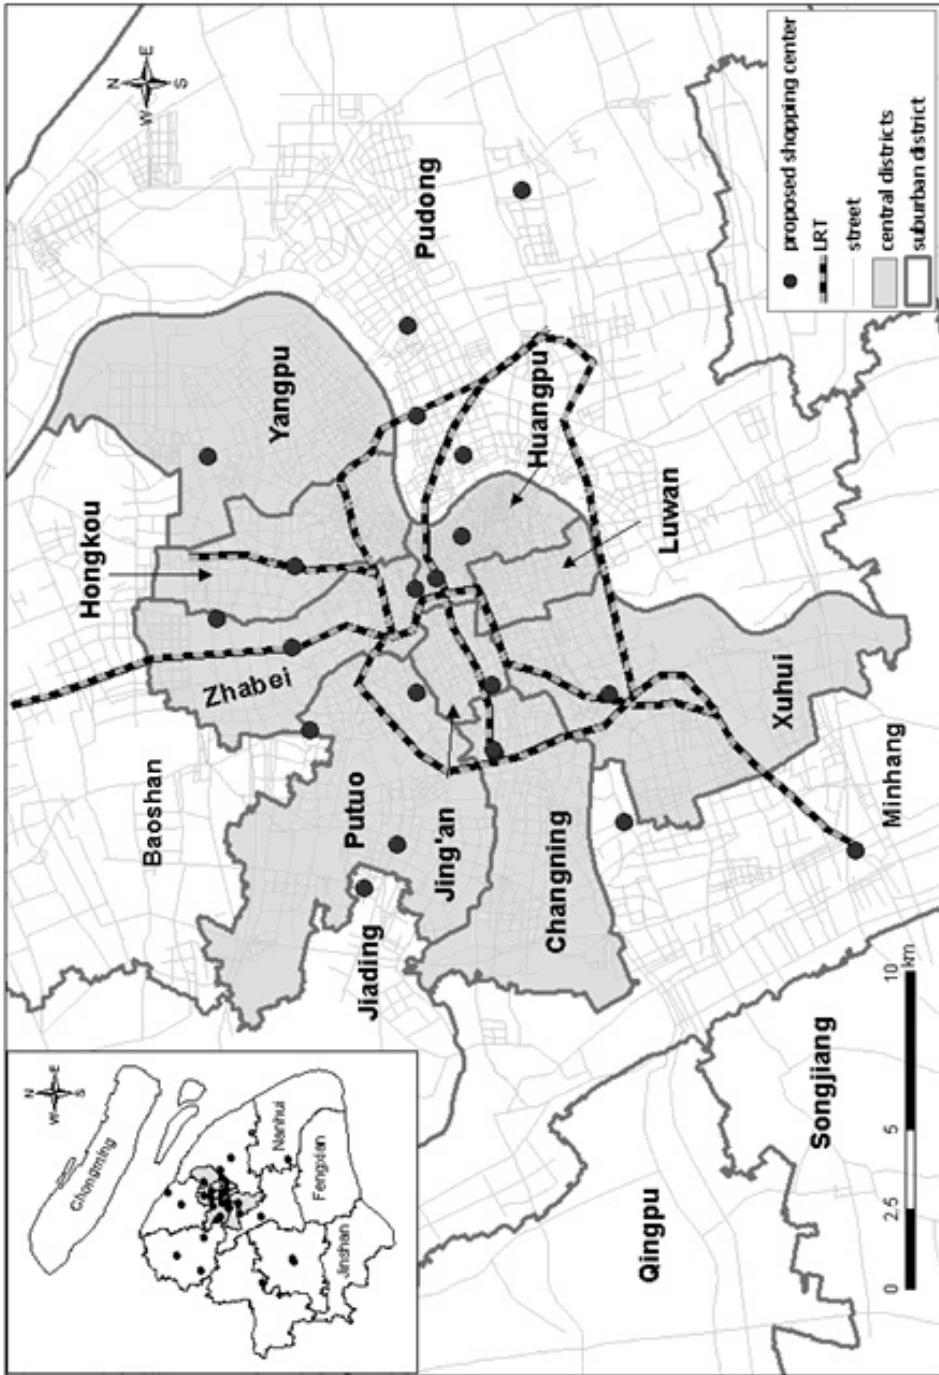 N
W E
S
Chongming
Nanhui
Fengxian
Jinshan
N
W E
S
Hongkou
Yangpu
Pudong
Baoshan
Zhabei
Putuo
Jiading
Jing'an
Huangpu
Luwan
Changning
Xuhui
Minhang
Qingpu
Songjiang
0 2.5 5 10
km
proposed shopping center
LRT
street
central districts
suburban district